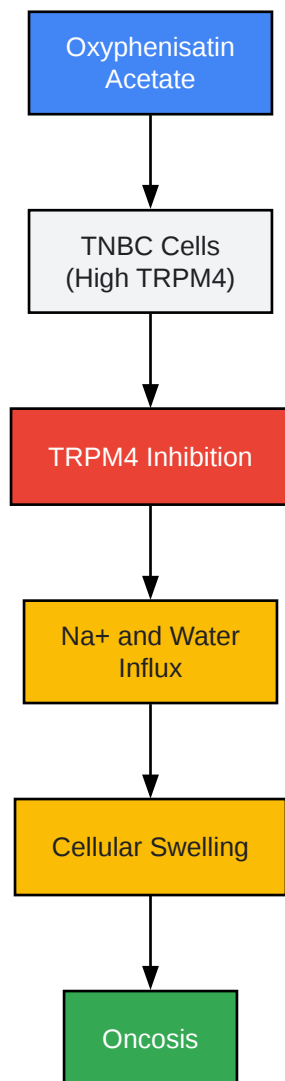 Oxyphenisatin
Acetate
TNBC Cells
(High TRPM4)
TRPM4 Inhibition
Na+ and Water
Influx
Cellular Swelling
Oncosis